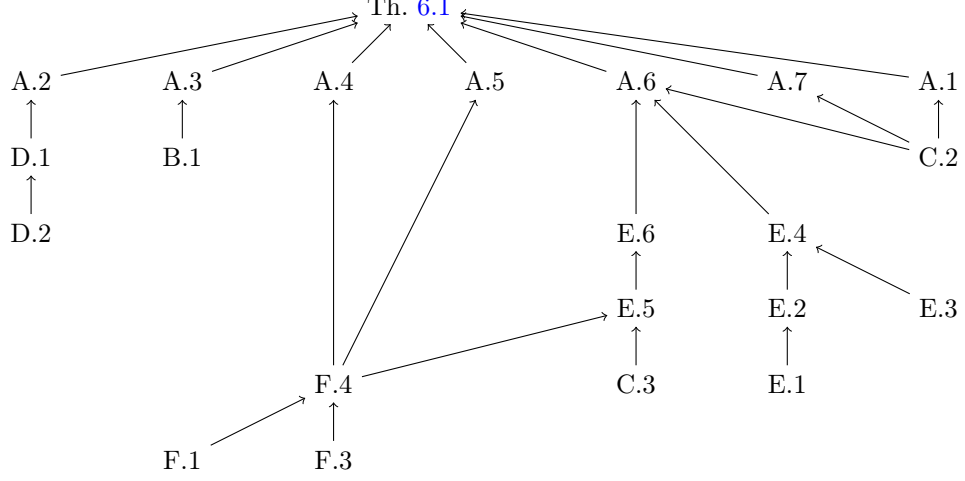 Th. 6.1
A.2 A.3 A.4 A.5 A.6 A.7 A.1
D.1 B.1 C.2
D.2 E.6 E.4
E.5 E.2 E.3
F.4 C.3 E.1
F.1 F.3